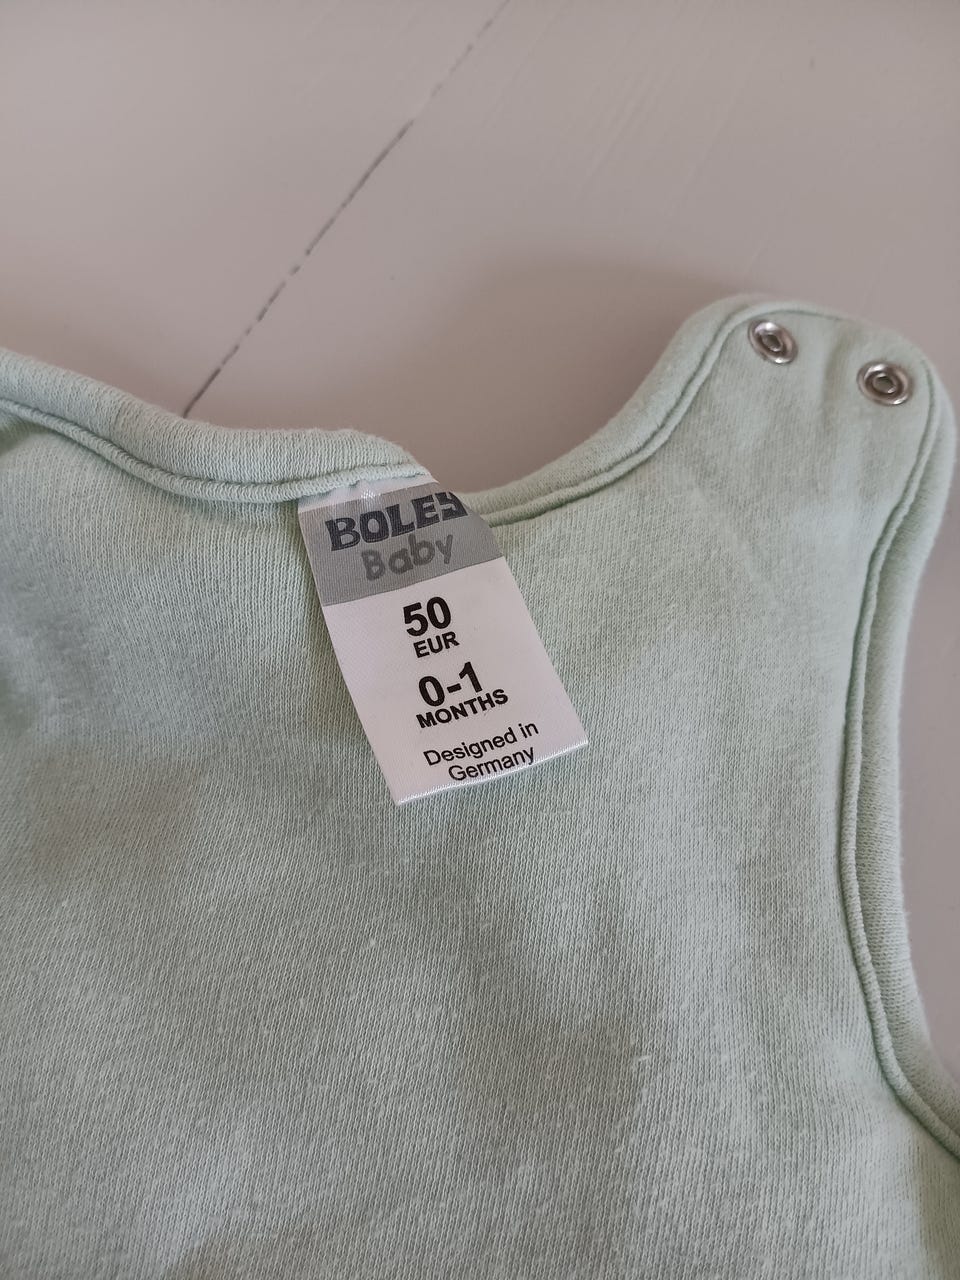 BOLEY
Baby
50
EUR
0-1
MONTHS
Designed in
Germany